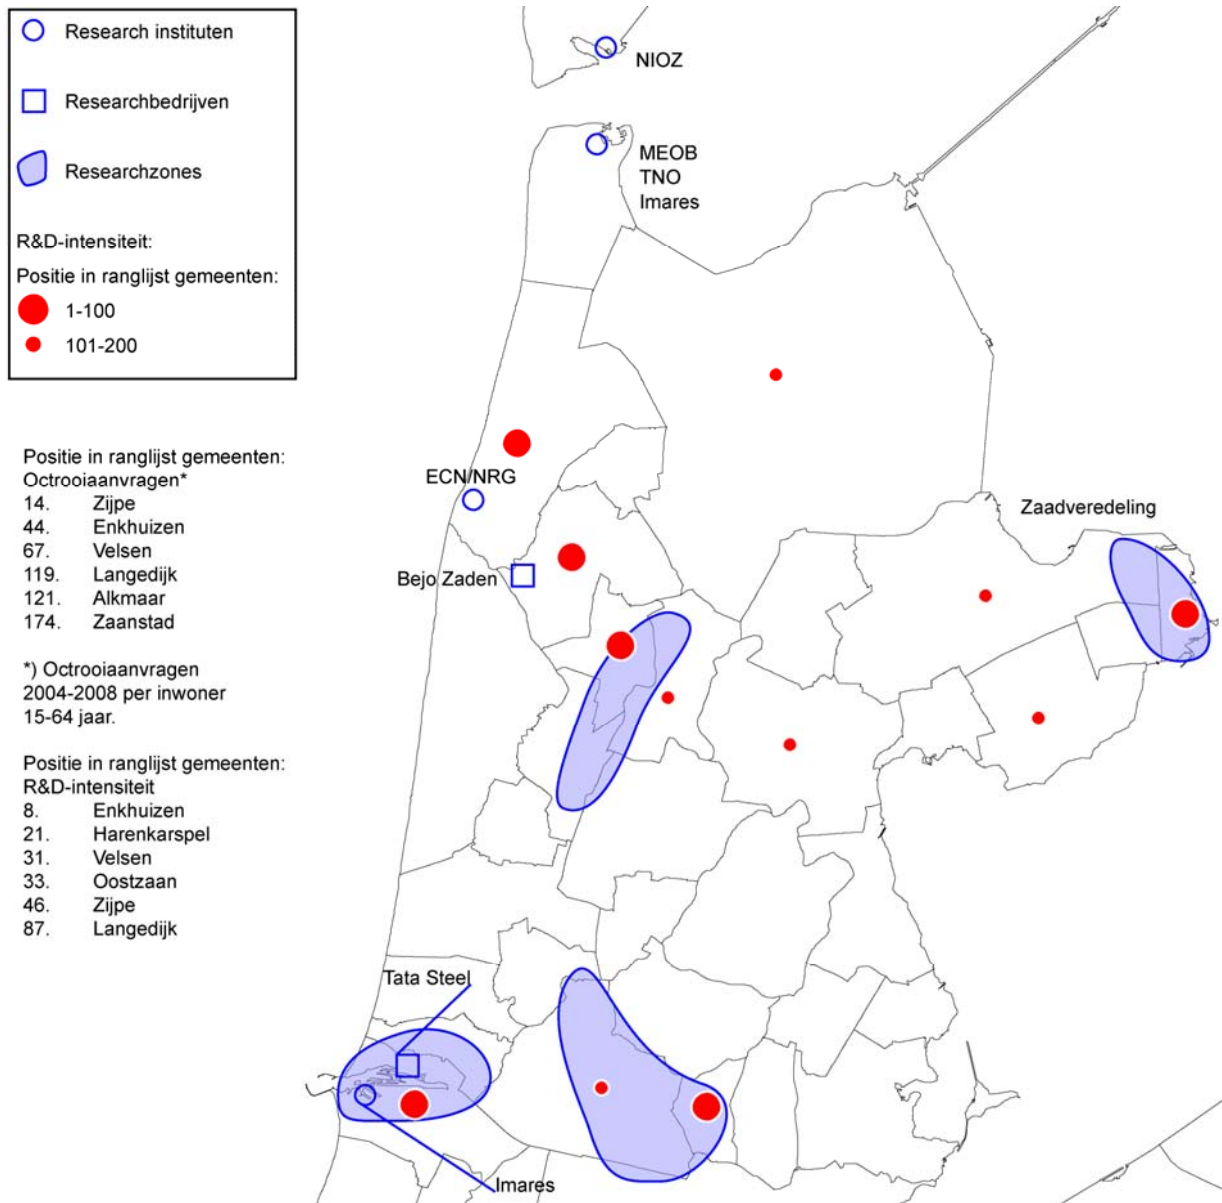 Research instituten
Researchbedrijven
Researchzones
R&D-intensiteit:
Positie in ranglijst gemeenten:
1-100
101-200
Positie in ranglijst gemeenten:
Octrooiaanvragen*
14. Zijpe
44. Enkhuizen
67. Velsen
119. Langedijk
121. Alkmaar
174. Zaanstad
*) Octrooiaanvragen
2004-2008 per inwoner
15-64 jaar.
Positie in ranglijst gemeenten:
R&D-intensiteit
8. Enkhuizen
21. Harenkarspel
31. Velsen
33. Oostzaan
46. Zijpe
87. Langedijk
NIOZ
MEOB
TNO
Imares
ECN/NRG
Zaadveredeling
Bejo Zaden
Tata Steel
Imares